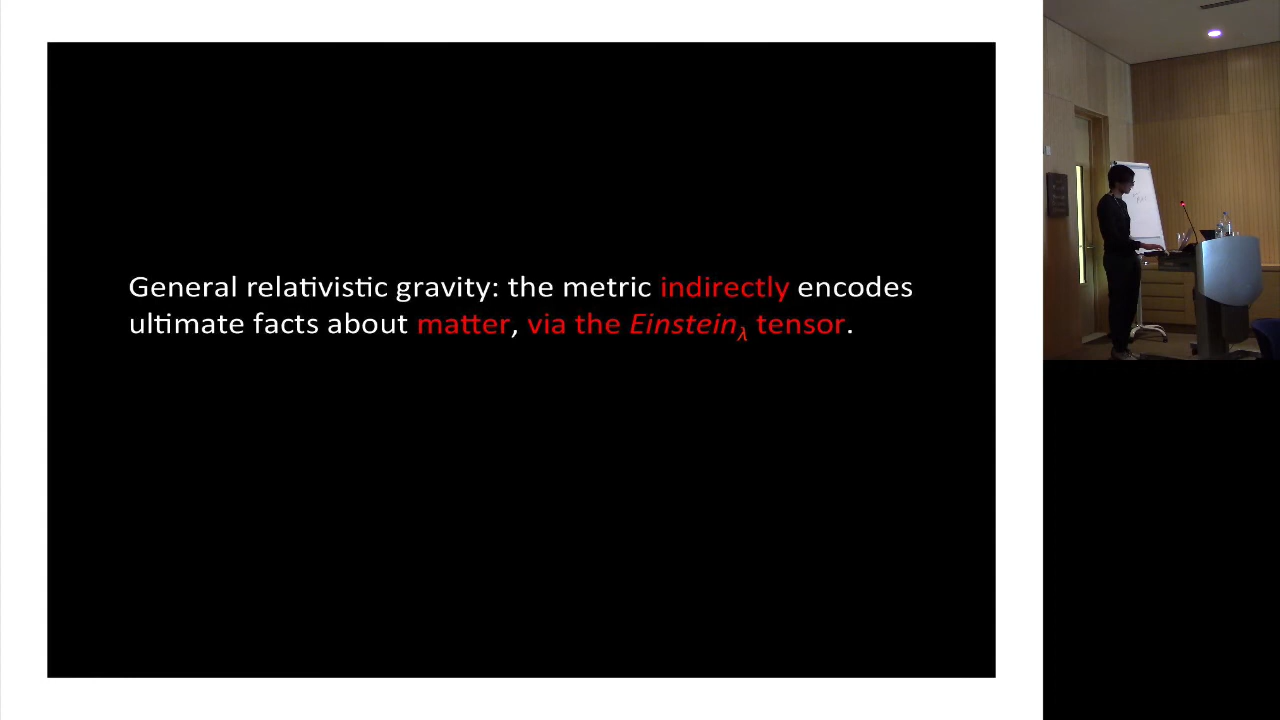 General relativistic gravity: the metric indirectly encodes
ultimate facts about matter, via the Einsteinλ tensor.